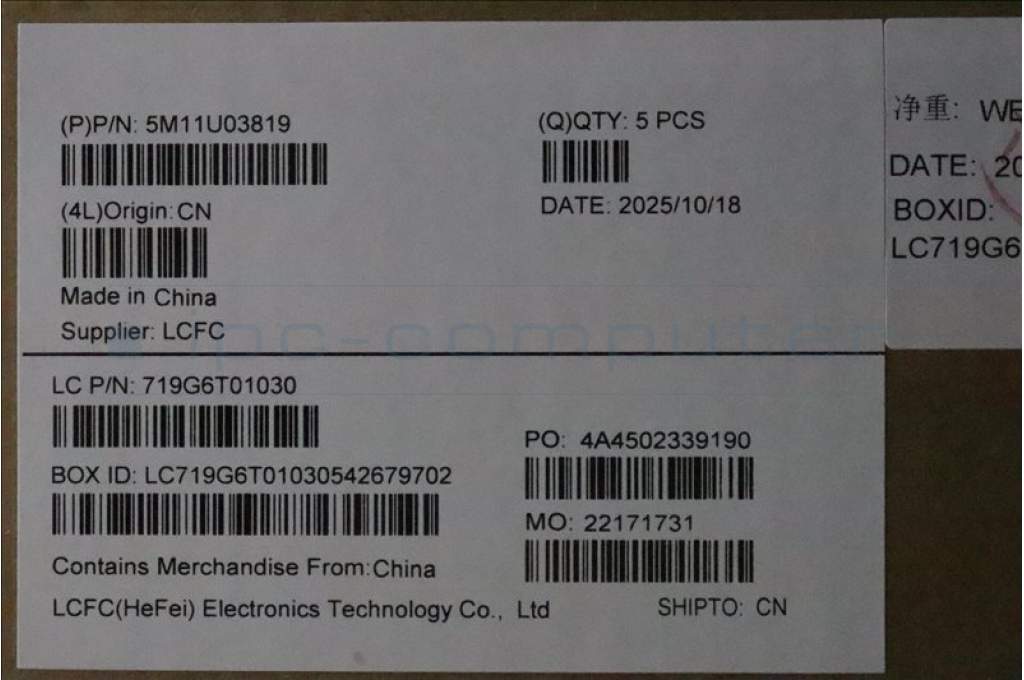 (P)P/N: 5M11U03819
(4L)Origin: CN
Made in China
Supplier: LCFC
(Q)QTY: 5 PCS
DATE: 2025/10/18
LC P/N: 719G6T01030
BOX ID: LC719G6T01030542679702
Contains Merchandise From: China
LCFC(HeFei) Electronics Technology Co., Ltd
PO: 4A4502339190
MO: 22171731
SHIPTO: CN
净重: WE
DATE: 20
BOXID:
LC719G6
ipc-computer